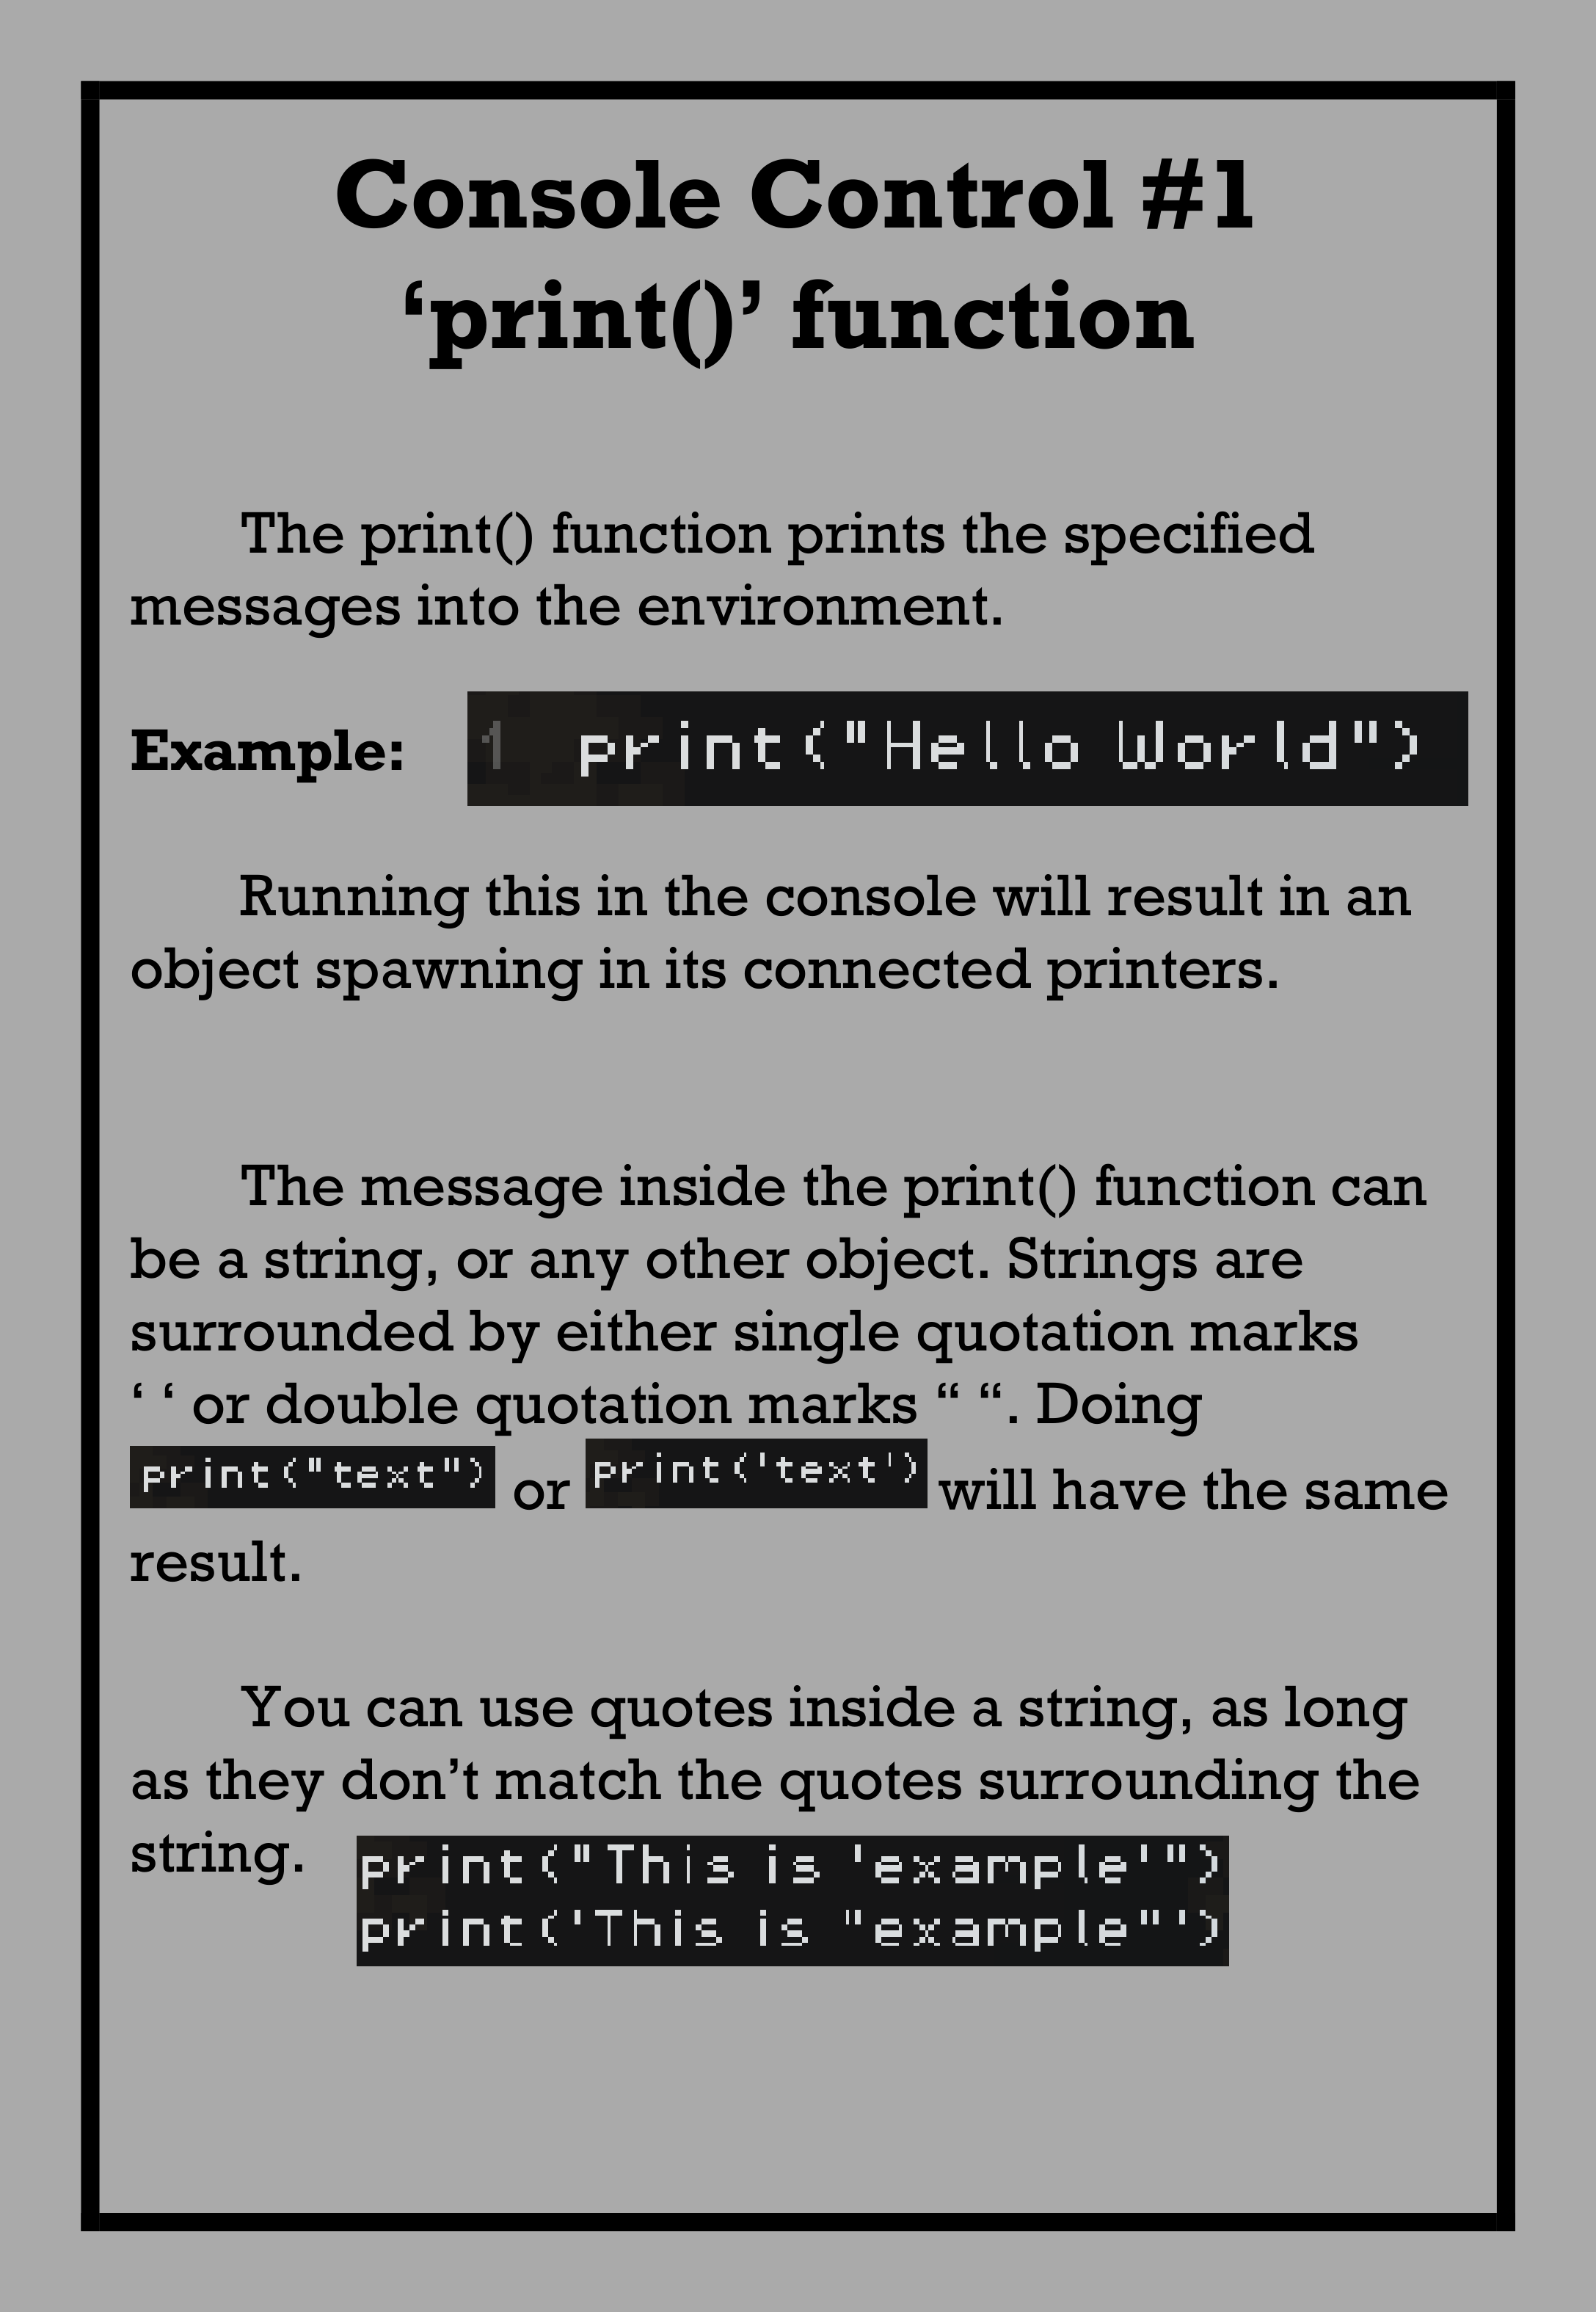 Console Control #1
‘print()’ function
The print() function prints the specified
messages into the environment.
Example: 1 print("Hello World")
Running this in the console will result in an
object spawning in its connected printers.
The message inside the print() function can
be a string, or any other object. Strings are
surrounded by either single quotation marks
‘ ‘ or double quotation marks “ “. Doing
print("text") or print('text') will have the same
result.
You can use quotes inside a string, as long
as they don’t match the quotes surrounding the
string. print("This is 'example'")
print('This is "example"')